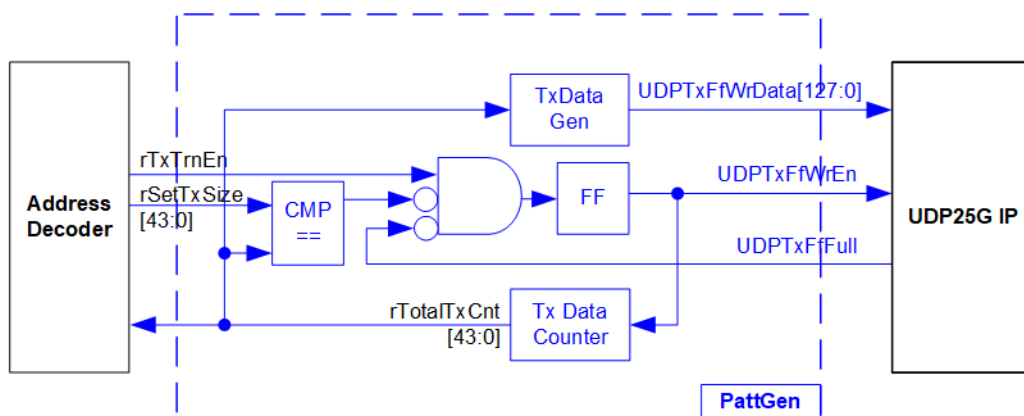 TxData
Gen
UDPTxFfWrData[127:0]
rTxTrnEn
rSetTxSize
[43:0]
CMP
==
FF
UDPTxFfWrEn
Address
Decoder
UDP25G IP
UDPTxFfFull
rTotalTxCnt
[43:0]
Tx Data
Counter
PattGen